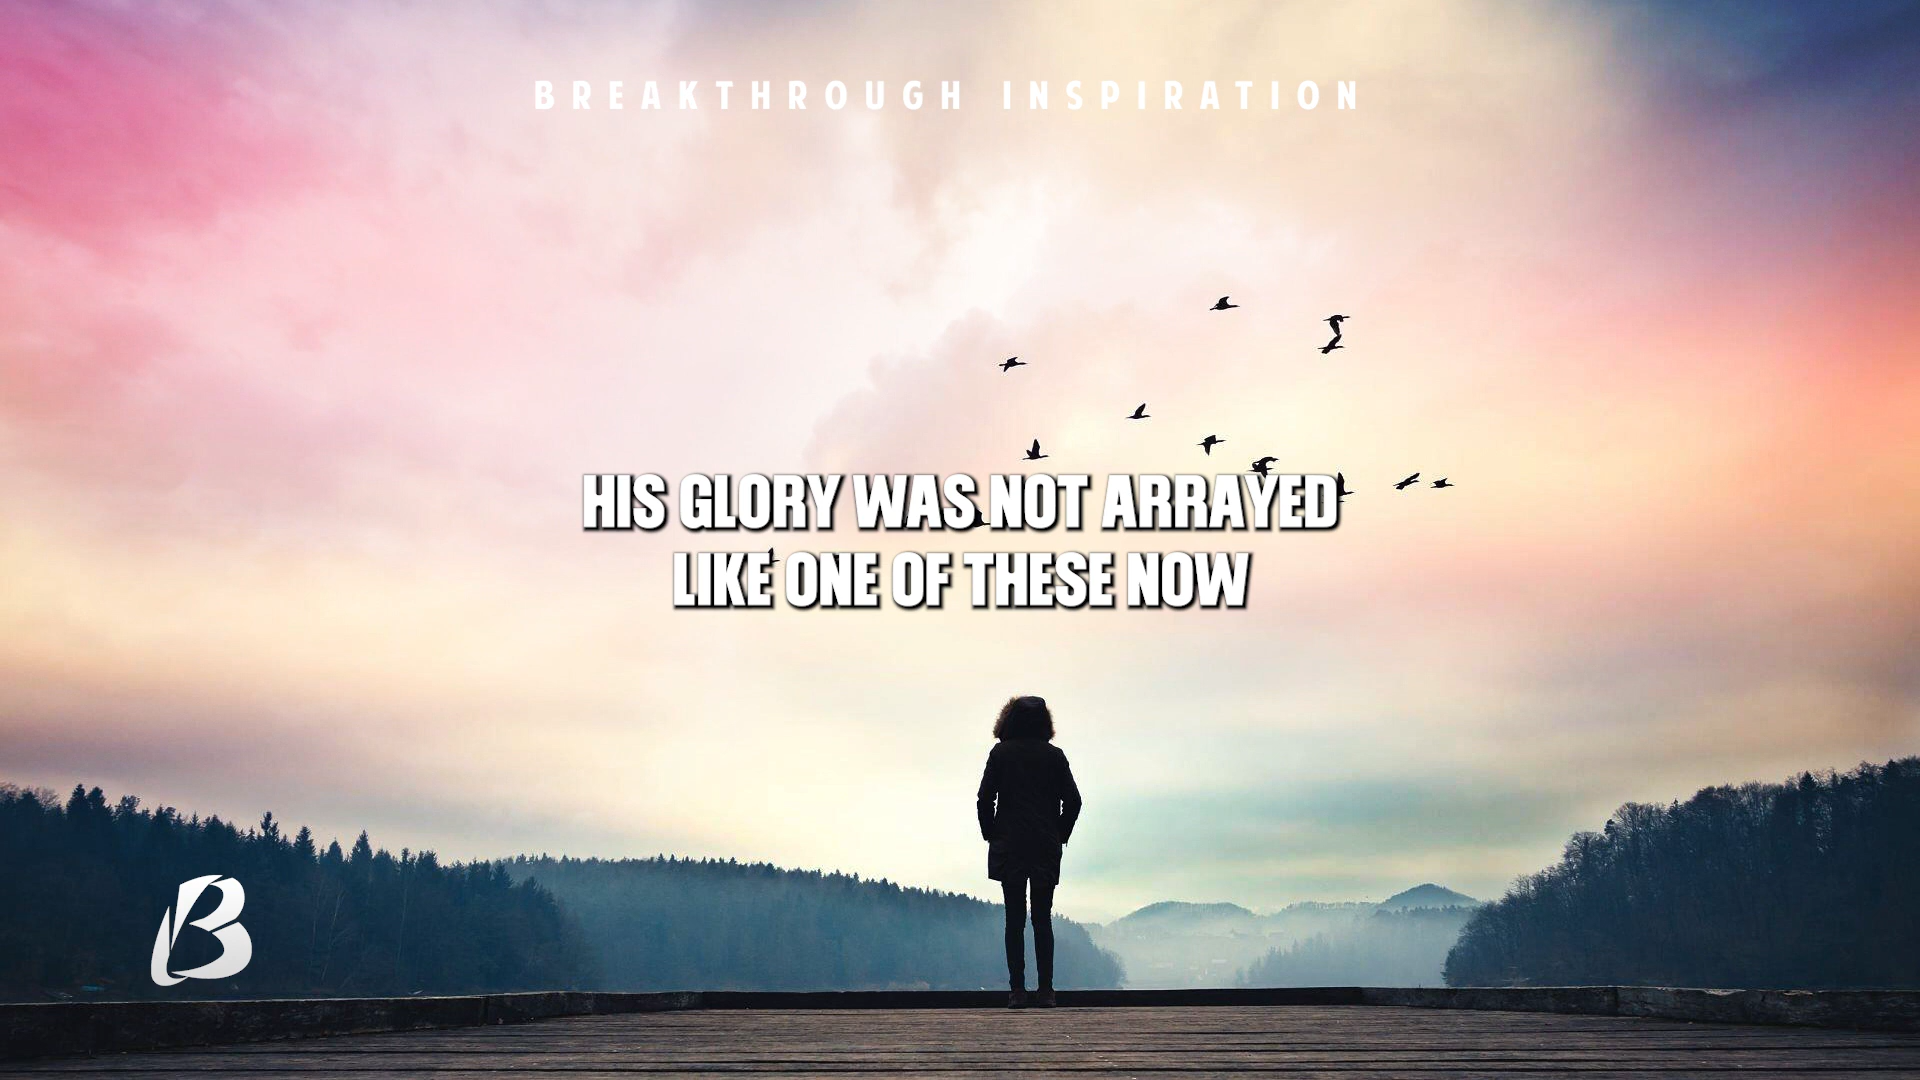 BREAKTHROUGH INSPIRATION
HIS GLORY WAS NOT ARRAYED
LIKE ONE OF THESE NOW
B